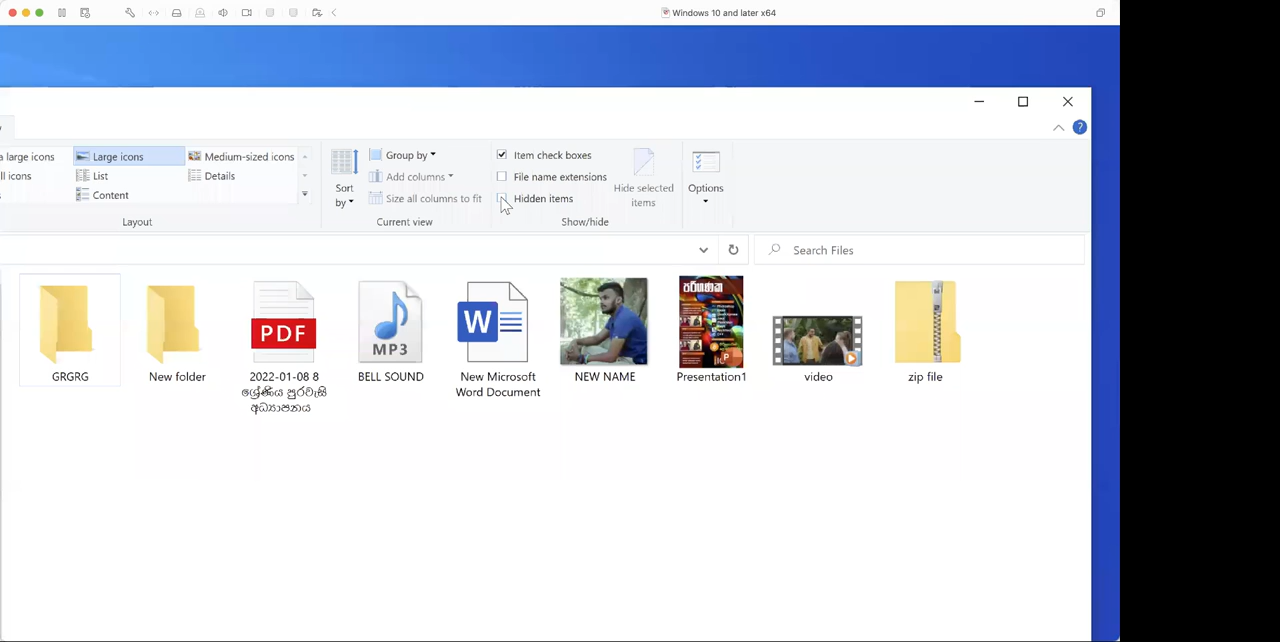 Windows 10 and later x64
a large icons
Large icons
Medium-sized icons
ll icons
List
Details
Content
Layout
Sort by
Group by
Add columns
Size all columns to fit
Current view
Item check boxes
File name extensions
Hidden items
Show/hide
Hide selected
items
Options
Search Files
GRGRG
New folder
PDF
2022-01-08 8
ශ්‍රේණිය පුරවැසි
අධ්‍යාපනය
MP3
BELL SOUND
W
New Microsoft
Word Document
NEW NAME
පරිගණක
P
Presentation1
video
zip file